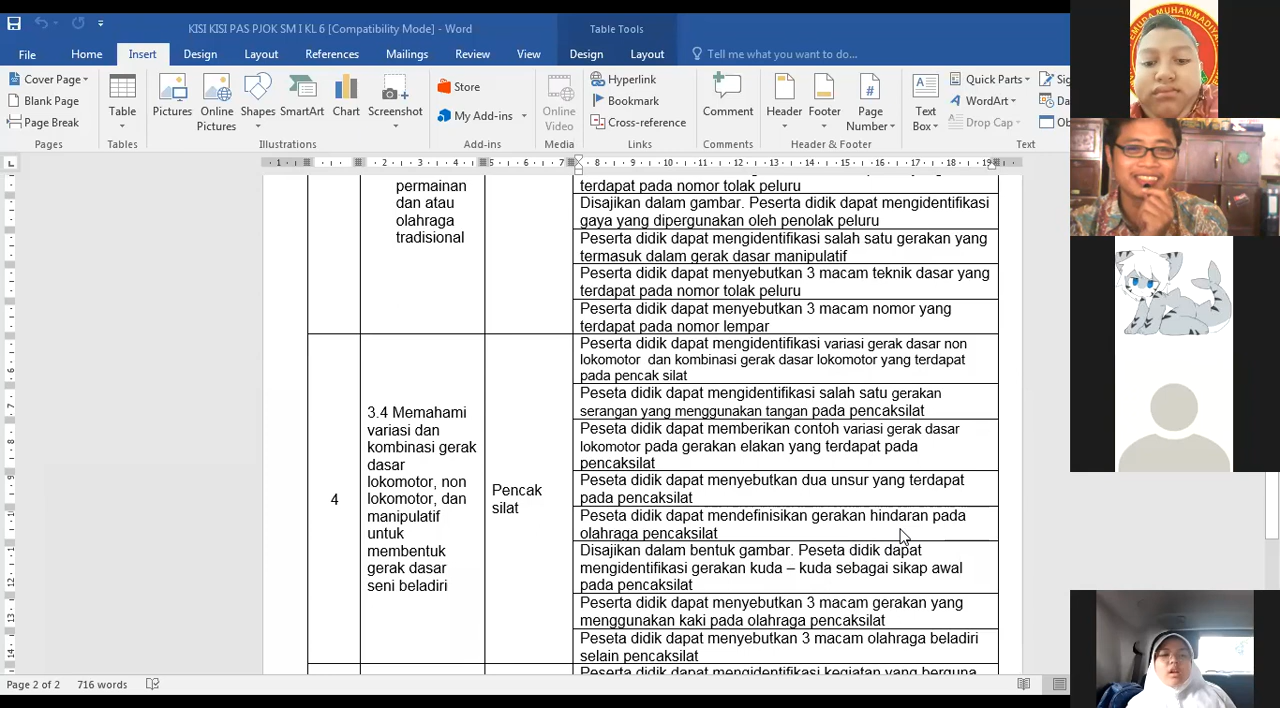 KISI KISI PAS PJOK SM I KL 6 [Compatibility Mode] - Word
Table Tools
File Home Insert Design Layout References Mailings Review View Design Layout Tell me what you want to do...
Cover Page
Blank Page
Page Break
Pages
Table
Tables
Pictures
Online Pictures
Shapes
SmartArt
Chart
Screenshot
Illustrations
Store
My Add-ins
Add-ins
Online Video
Media
Hyperlink
Bookmark
Cross-reference
Links
Comment
Comments
Header
Footer
Page Number
Header & Footer
Text Box
Quick Parts
WordArt
Drop Cap
Text
permainan
dan atau
olahraga
tradisional
terdapat pada nomor tolak peluru
Disajikan dalam gambar. Peserta didik dapat mengidentifikasi
gaya yang dipergunakan oleh penolak peluru
Peserta didik dapat mengidentifikasi salah satu gerakan yang
termasuk dalam gerak dasar manipulatif
Peserta didik dapat menyebutkan 3 macam teknik dasar yang
terdapat pada nomor tolak peluru
Peserta didik dapat menyebutkan 3 macam nomor yang
terdapat pada nomor lempar
4
3.4 Memahami
variasi dan
kombinasi gerak
dasar
lokomotor, non
lokomotor, dan
manipulatif
untuk
membentuk
gerak dasar
seni beladiri
Pencak
silat
Peserta didik dapat mengidentifikasi variasi gerak dasar non
lokomotor dan kombinasi gerak dasar lokomotor yang terdapat
pada pencak silat
Peseta didik dapat mengidentifikasi salah satu gerakan
serangan yang menggunakan tangan pada pencaksilat
Peseta didik dapat memberikan contoh variasi gerak dasar
lokomotor pada gerakan elakan yang terdapat pada
pencaksilat
Peseta didik dapat menyebutkan dua unsur yang terdapat
pada pencaksilat
Peseta didik dapat mendefinisikan gerakan hindaran pada
olahraga pencaksilat
Disajikan dalam bentuk gambar. Peseta didik dapat
mengidentifikasi gerakan kuda – kuda sebagai sikap awal
pada pencaksilat
Peserta didik dapat menyebutkan 3 macam gerakan yang
menggunakan kaki pada olahraga pencaksilat
Peseta didik dapat menyebutkan 3 macam olahraga beladiri
selain pencaksilat
Peserta didik dapat mengidentifikasi kegiatan yang berguna
Page 2 of 2 716 words